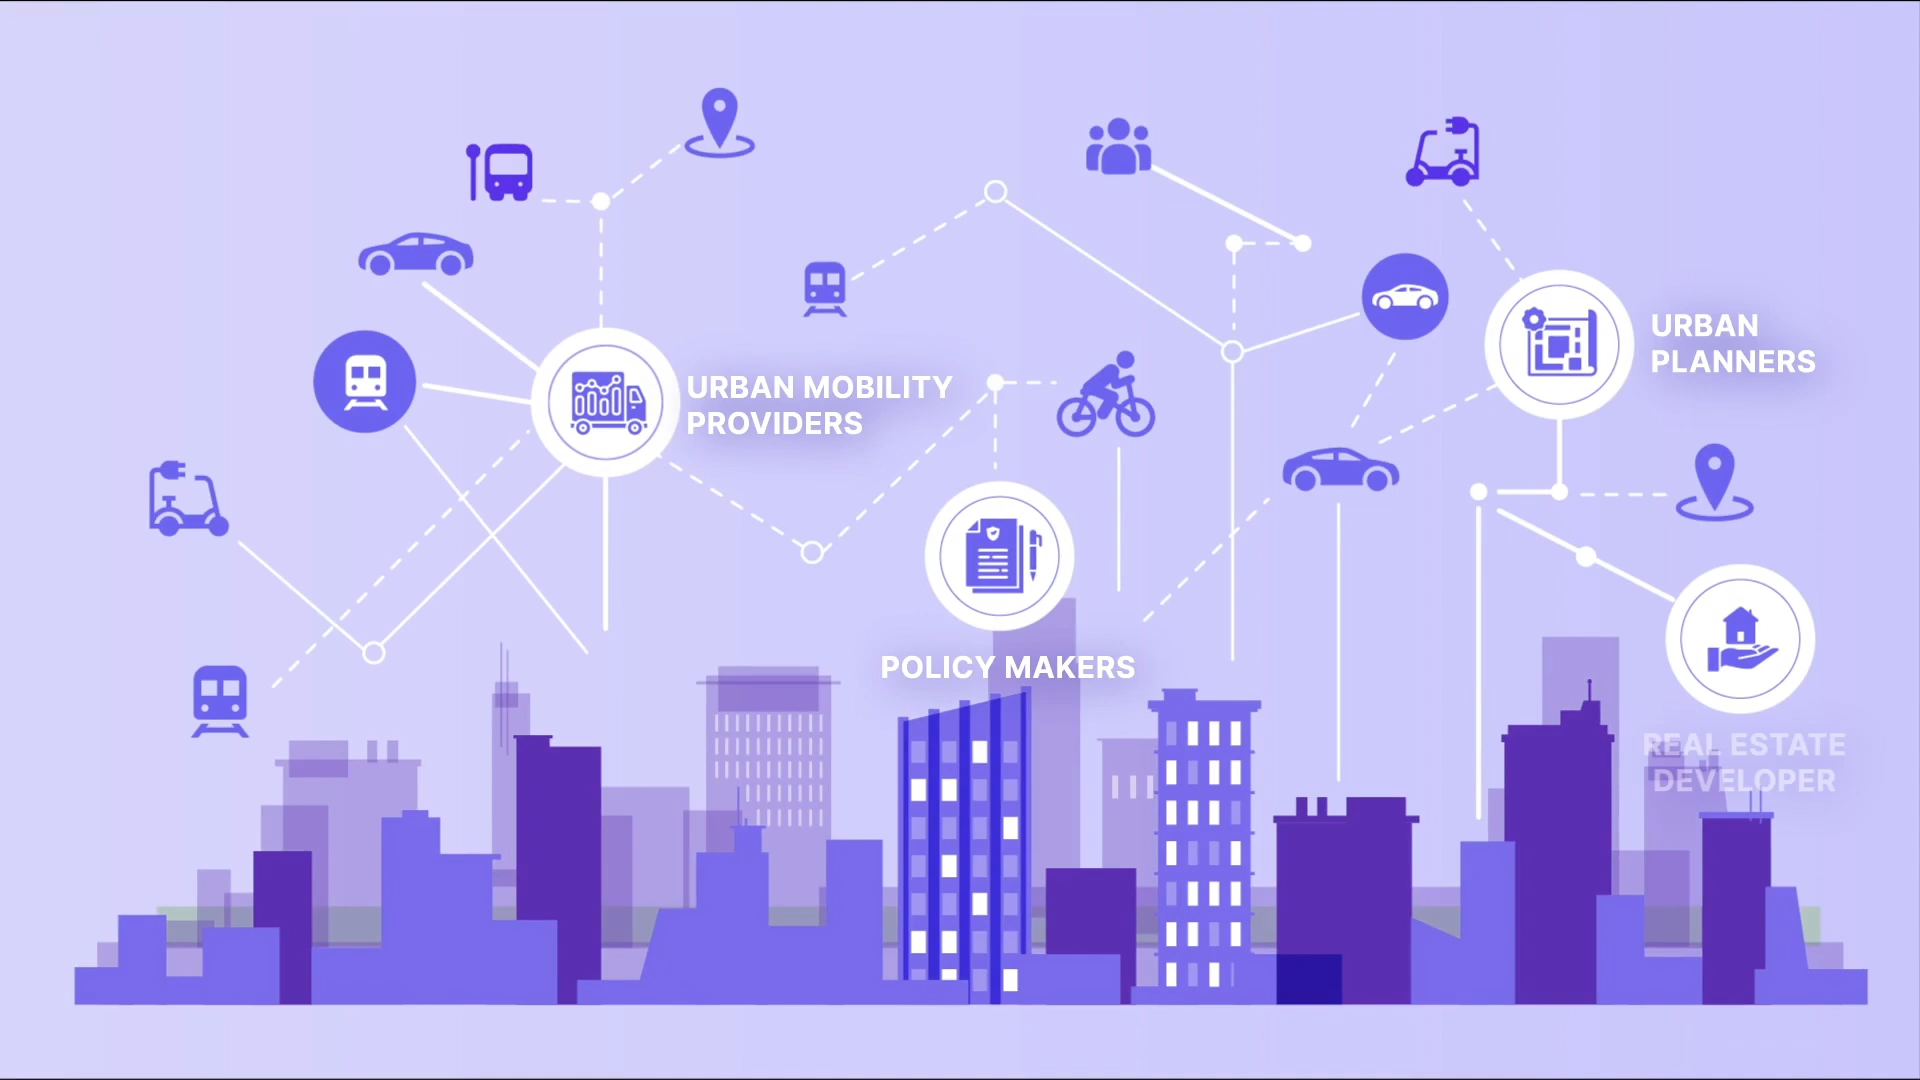 URBAN MOBILITY
PROVIDERS
URBAN
PLANNERS
POLICY MAKERS
REAL ESTATE
DEVELOPER